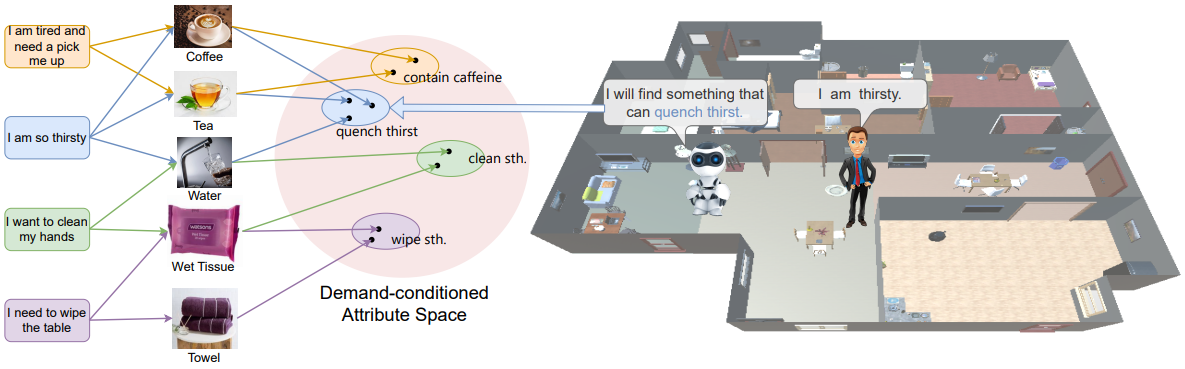 I am tired and
need a pick
me up
I am so thirsty
I want to clean
my hands
I need to wipe
the table
Coffee
Tea
Water
watsons
Wet Tissue
Towel
contain caffeine
quench thirst
clean sth.
wipe sth.
Demand-conditioned
Attribute Space
I will find something that
can quench thirst.
I am thirsty.